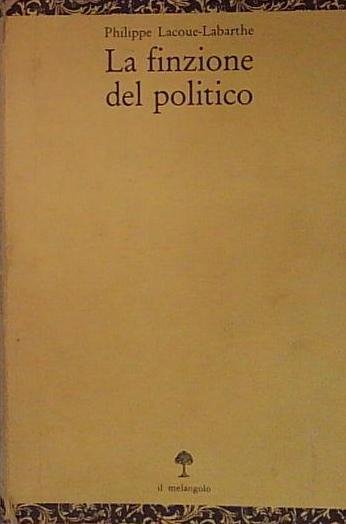 Philippe Lacoue-Labarthe
La finzione
del politico
il melangolo